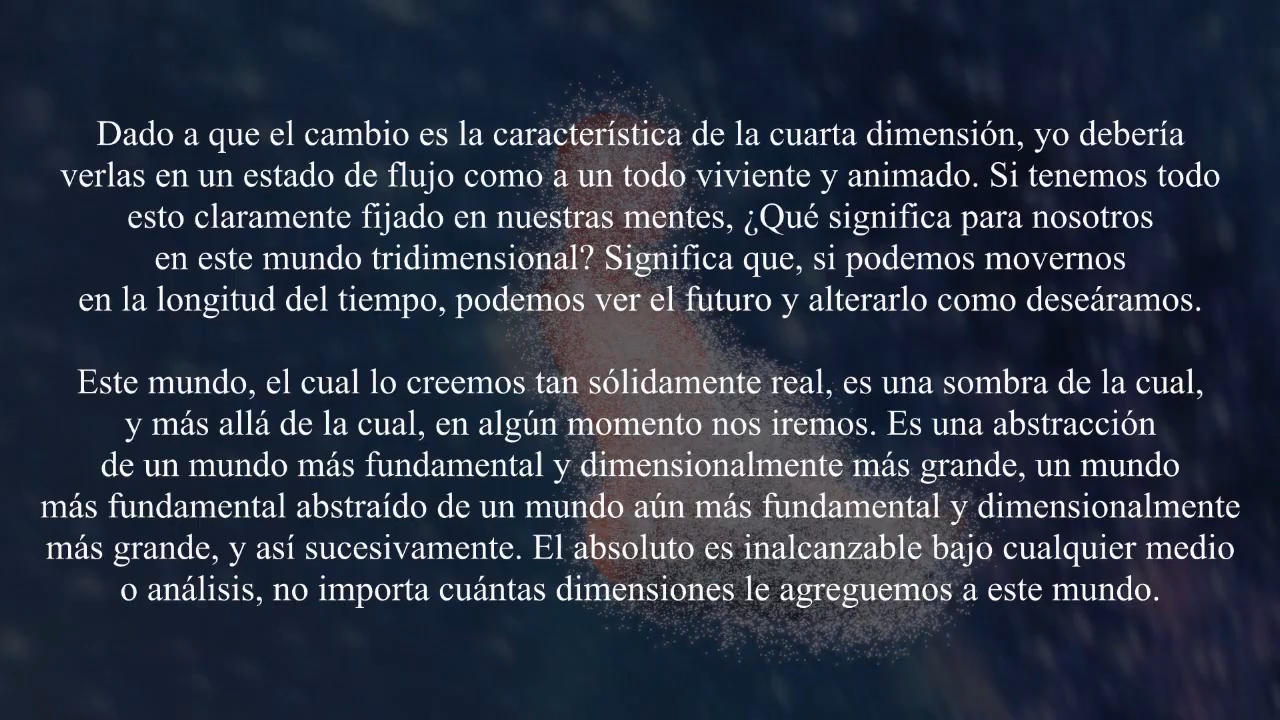 Dado a que el cambio es la característica de la cuarta dimensión, yo debería
verlas en un estado de flujo como a un todo viviente y animado. Si tenemos todo
esto claramente fijado en nuestras mentes, ¿Qué significa para nosotros
en este mundo tridimensional? Significa que, si podemos movernos
en la longitud del tiempo, podemos ver el futuro y alterarlo como deseáramos.
Este mundo, el cual lo creemos tan sólidamente real, es una sombra de la cual,
y más allá de la cual, en algún momento nos iremos. Es una abstracción
de un mundo más fundamental y dimensionalmente más grande, un mundo
más fundamental abstraído de un mundo aún más fundamental y dimensionalmente
más grande, y así sucesivamente. El absoluto es inalcanzable bajo cualquier medio
o análisis, no importa cuántas dimensiones le agreguemos a este mundo.